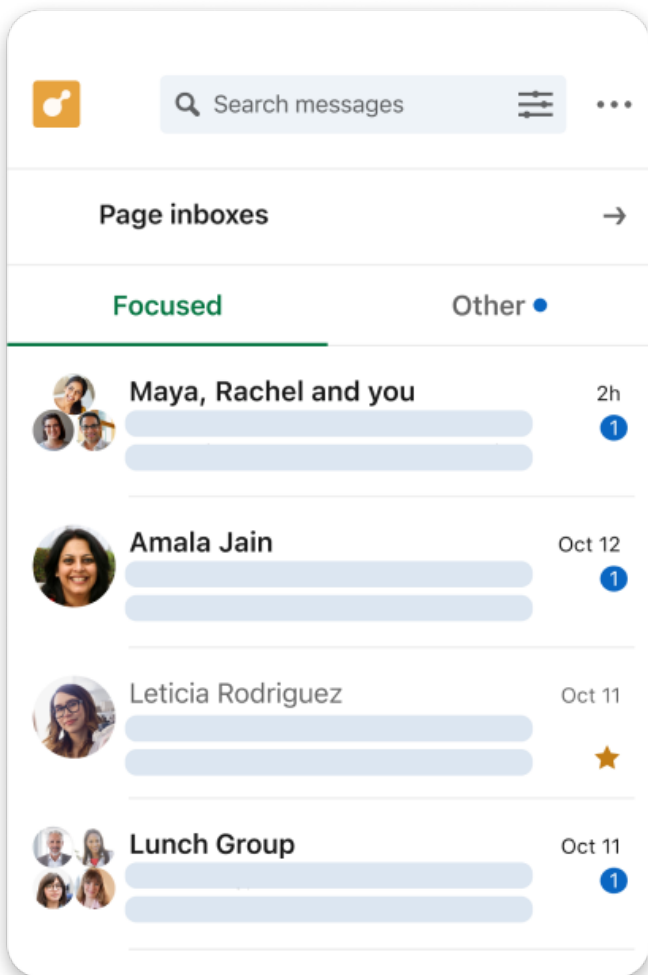 Search messages
Page inboxes
Focused
Other
Maya, Rachel and you
2h
1
Amala Jain
Oct 12
1
Leticia Rodriguez
Oct 11
Lunch Group
Oct 11
1